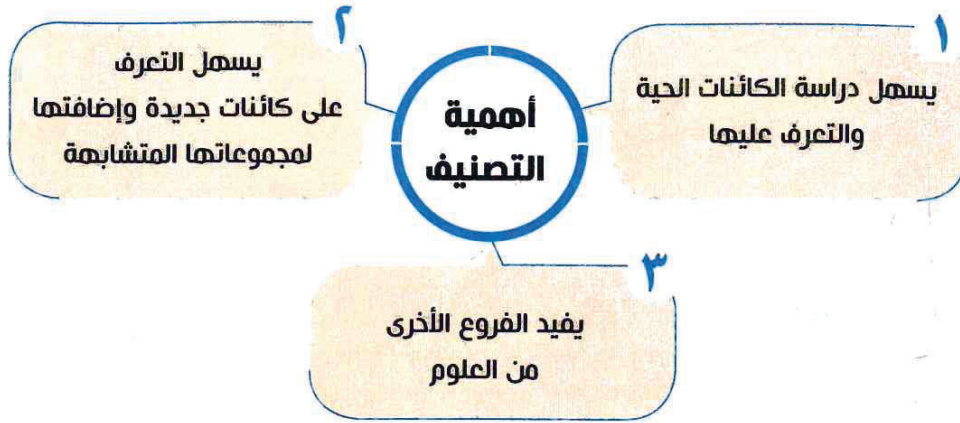 أهمية
التصنيف
١
يسهل دراسة الكائنات الحية
والتعرف عليها
٢
يسهل التعرف
على كائنات جديدة وإضافتها
لمجموعاتها المتشابهة
٣
يفيد الفروع الأخرى
من العلوم